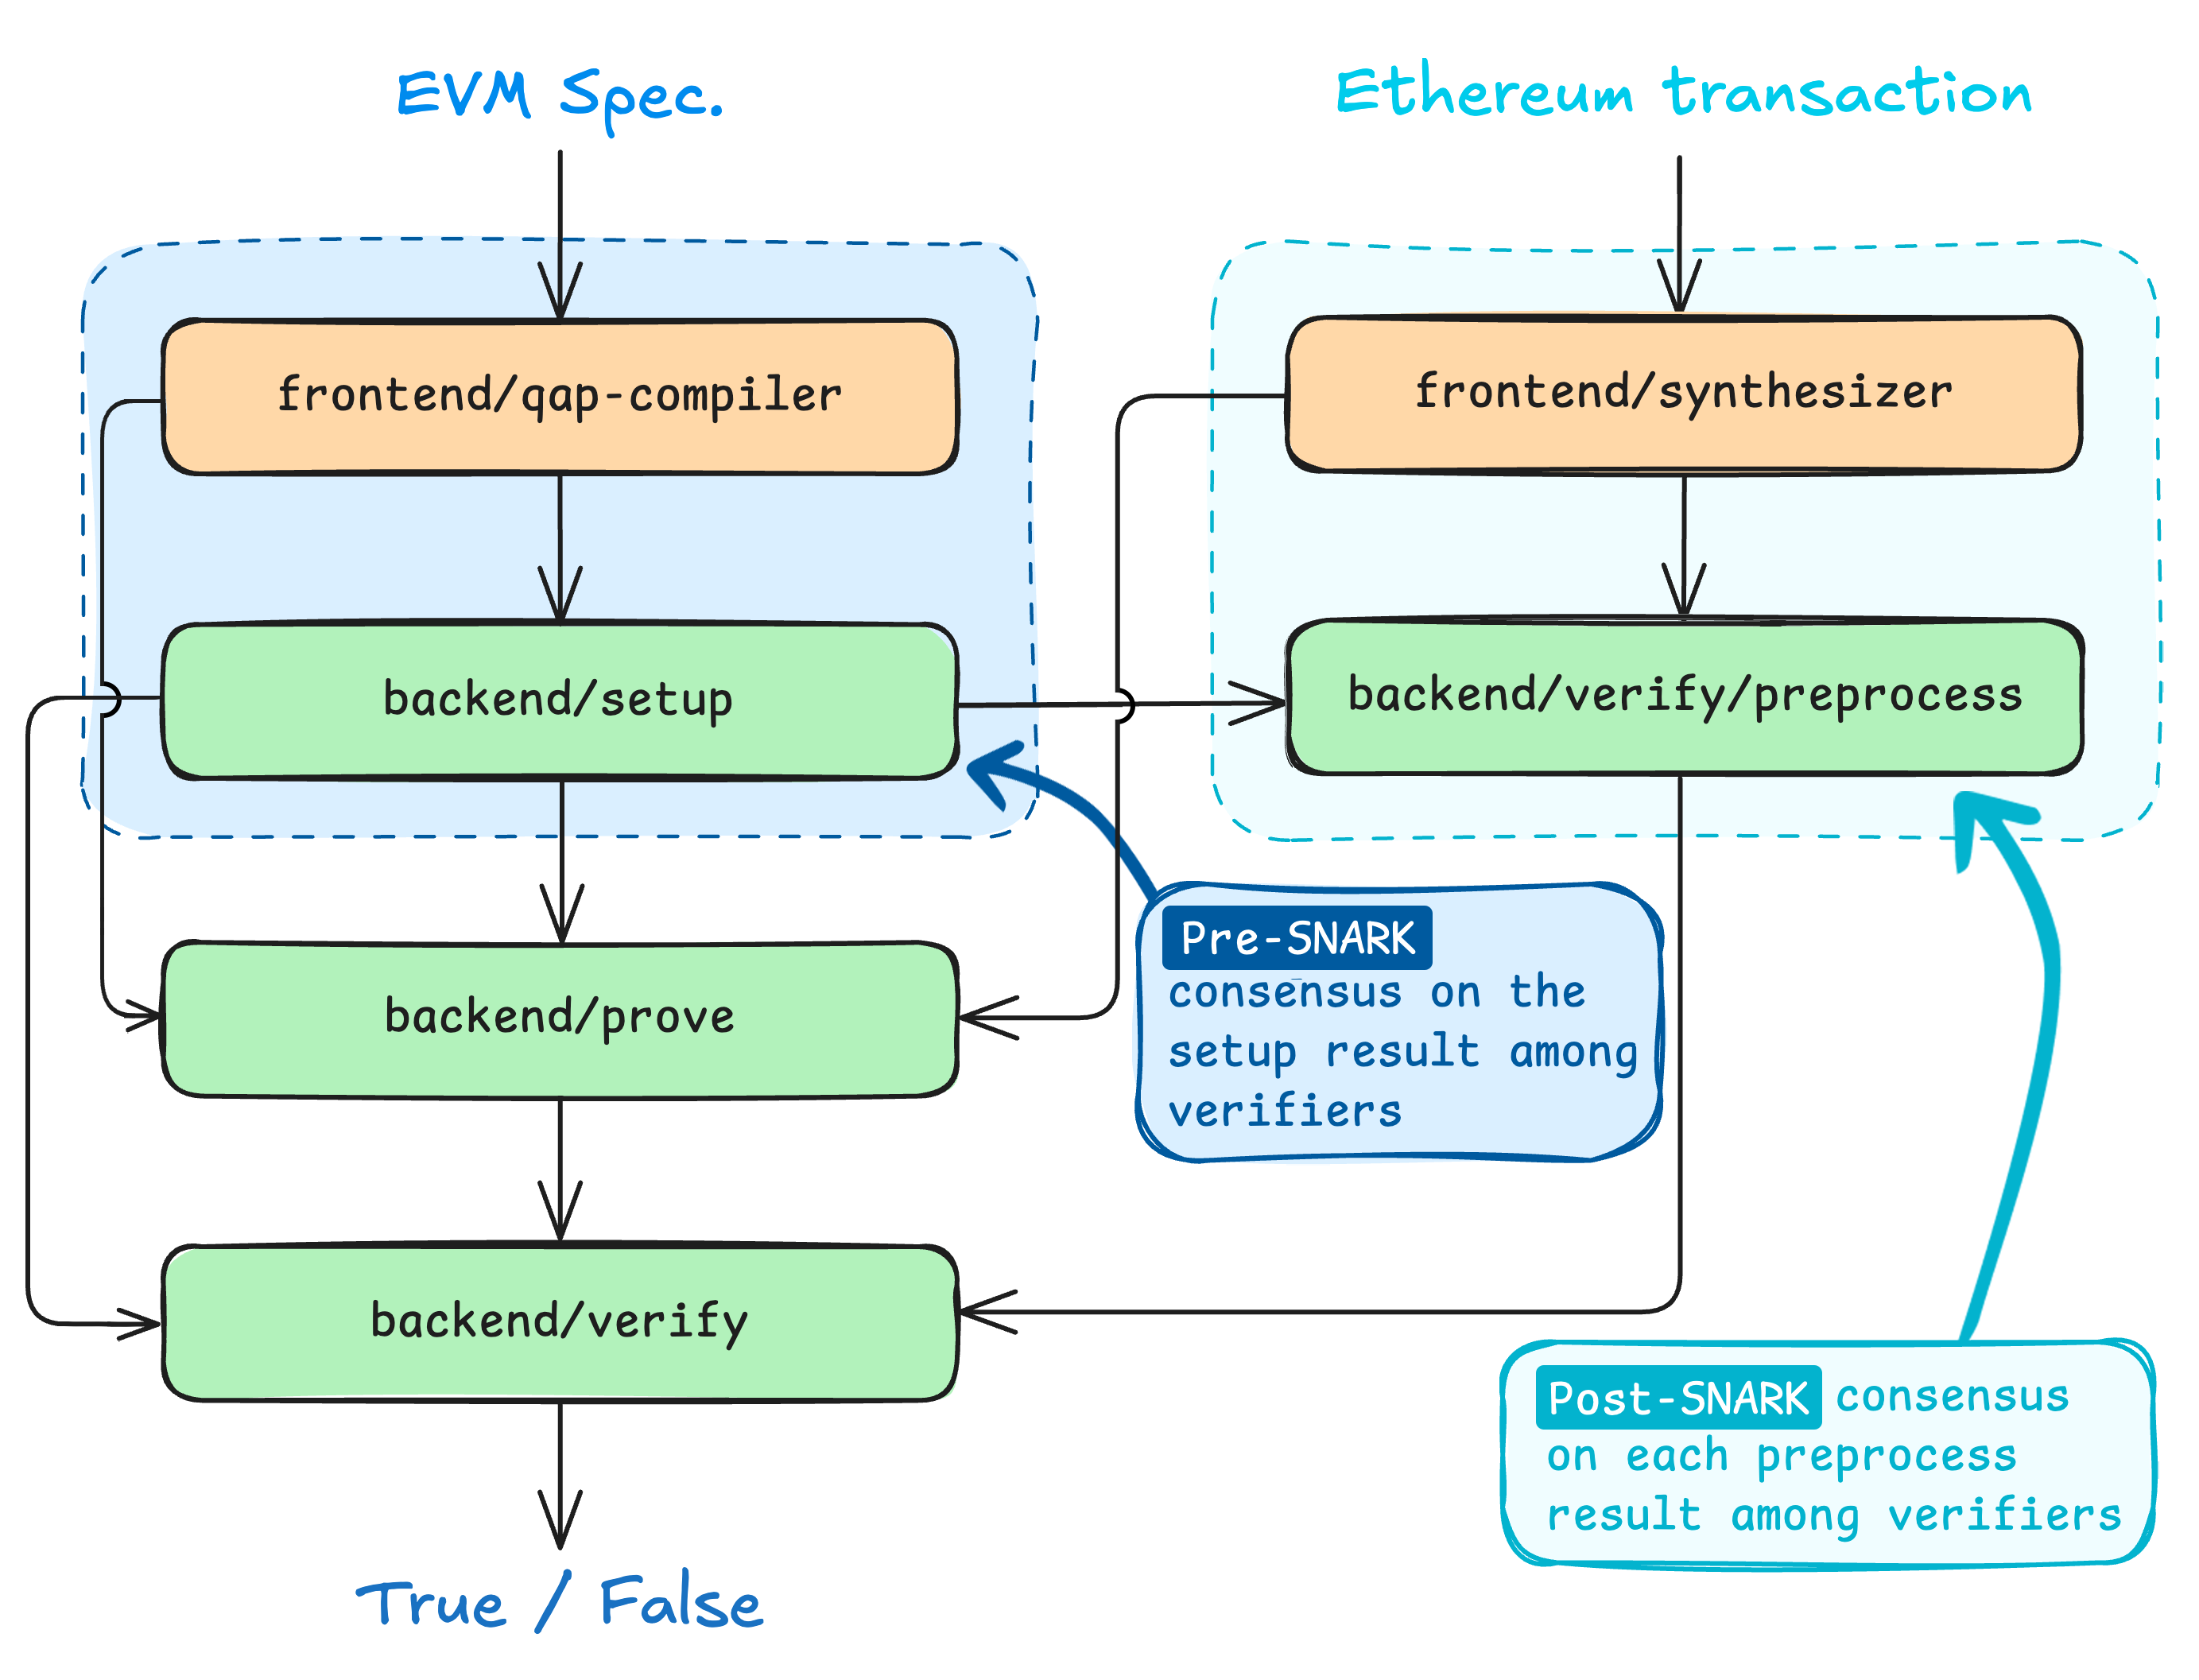 EVM Spec.
Ethereum transaction
frontend/qap-compiler
frontend/synthesizer
backend/setup
backend/verify/preprocess
Pre-SNARK
consensus on the
setup result among
verifiers
backend/prove
backend/verify
Post-SNARK consensus
on each preprocess
result among verifiers
True / False